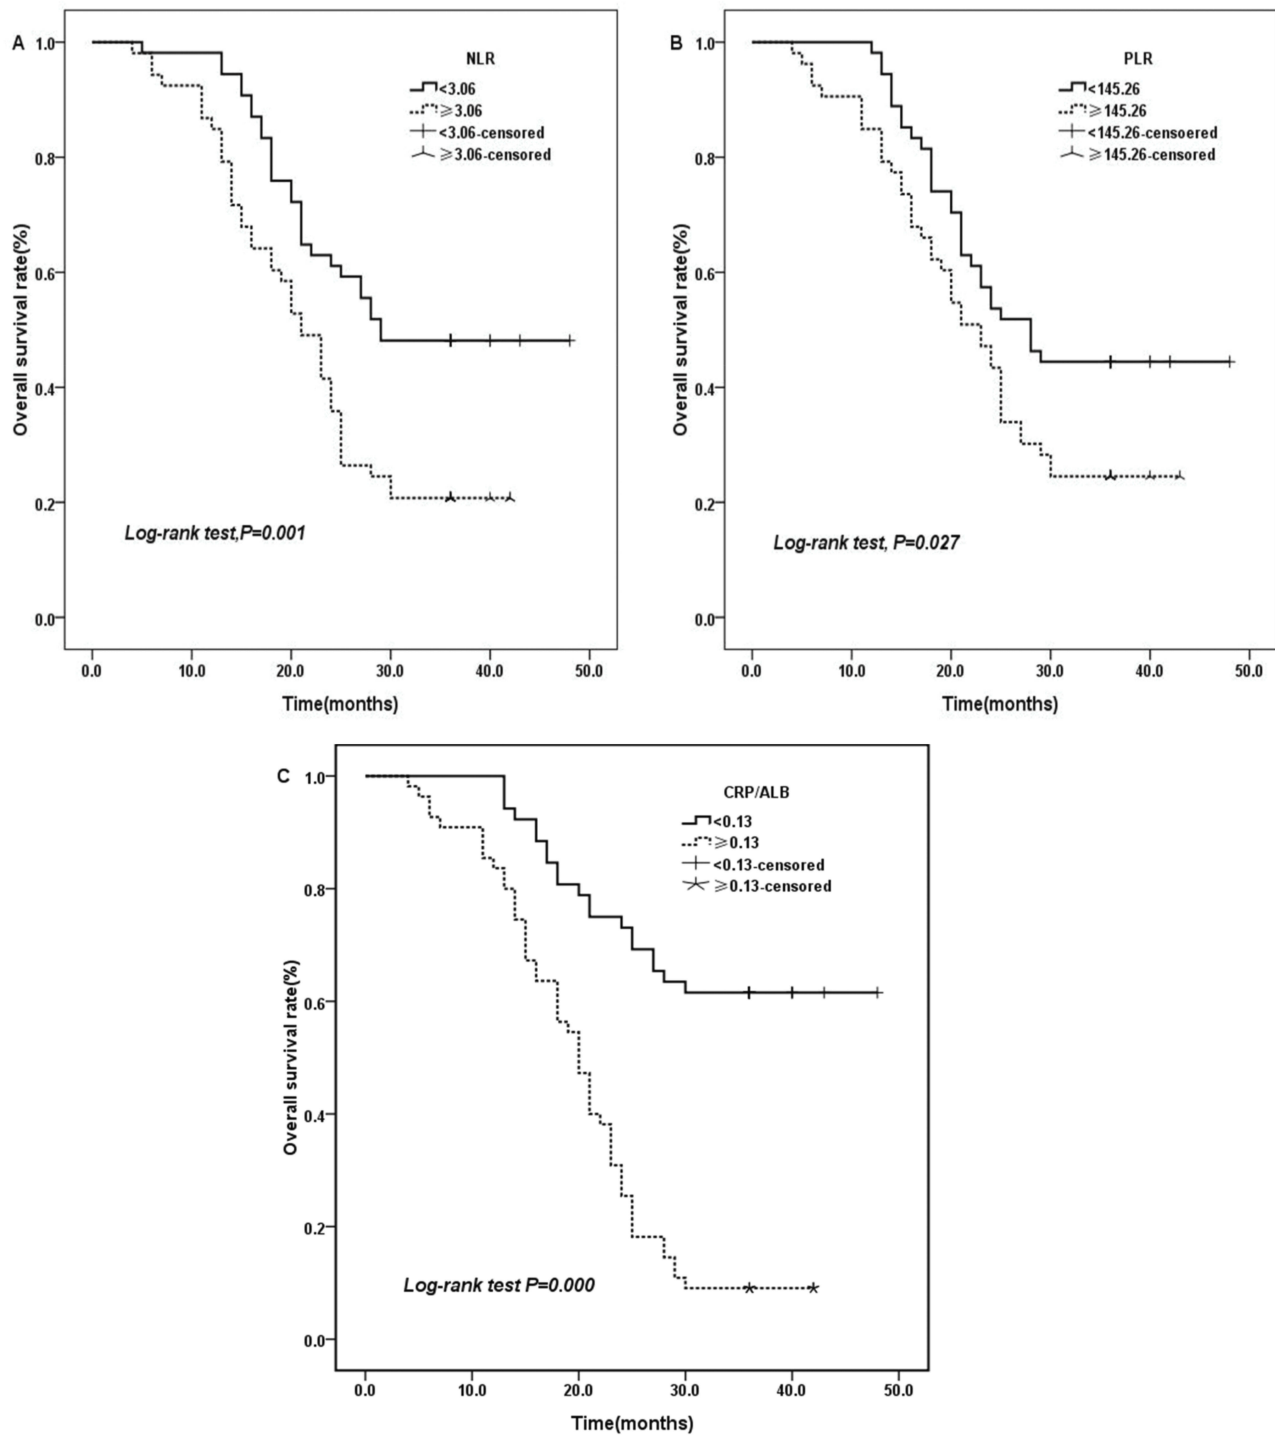 A
NLR
<3.06
≥3.06
<3.06-censored
≥3.06-censored
1.0
0.8
0.6
0.4
0.2
0.0
Overall survival rate(%)
Log-rank test,P=0.001
0.0 10.0 20.0 30.0 40.0 50.0
Time(months)
B
PLR
<145.26
≥145.26
<145.26-censoered
≥145.26-censored
1.0
0.8
0.6
0.4
0.2
0.0
Overall survival rate(%)
Log-rank test, P=0.027
0.0 10.0 20.0 30.0 40.0 50.0
Time(months)
C
CRP/ALB
<0.13
≥0.13
<0.13-censored
≥0.13-censored
1.0
0.8
0.6
0.4
0.2
0.0
Overall survival rate(%)
Log-rank test P=0.000
0.0 10.0 20.0 30.0 40.0 50.0
Time(months)